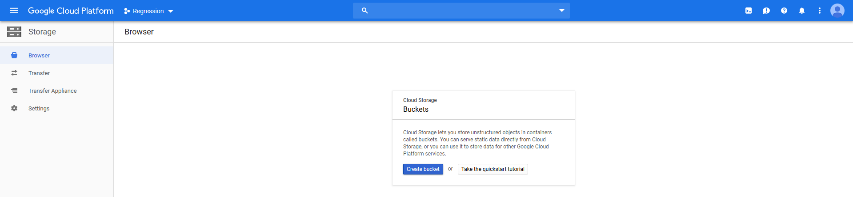 Google Cloud Platform Regression
Storage
Browser
Browser
Transfer
Transfer Appliance
Settings
Cloud Storage
Buckets
Cloud Storage lets you store unstructured objects in containers
called buckets. You can serve static data directly from Cloud
Storage, or you can use it to store data for other Google Cloud
Platform services.
Create bucket or Take the quickstart tutorial